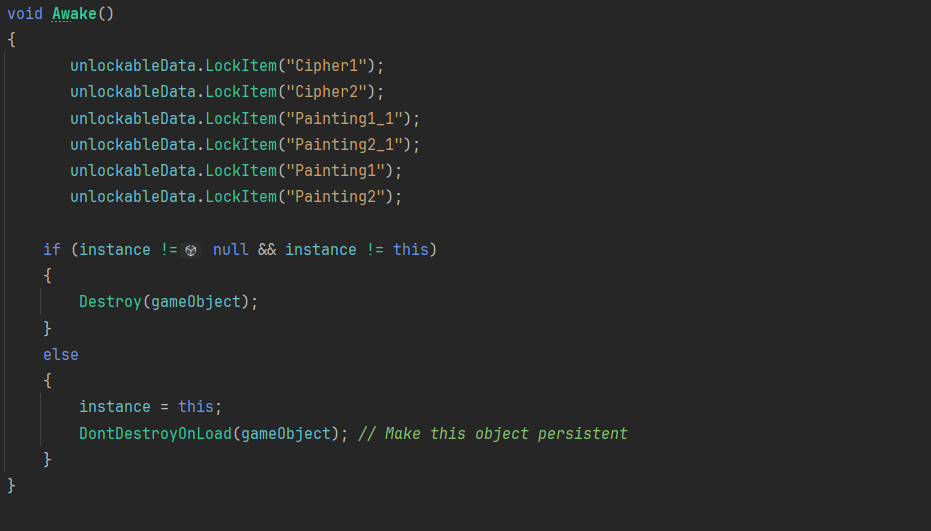 void Awake()
{
unlockableData.LockItem("Cipher1");
unlockableData.LockItem("Cipher2");
unlockableData.LockItem("Painting1_1");
unlockableData.LockItem("Painting2_1");
unlockableData.LockItem("Painting1");
unlockableData.LockItem("Painting2");
if (instance != null && instance != this)
{
Destroy(gameObject);
}
else
{
instance = this;
DontDestroyOnLoad(gameObject); // Make this object persistent
}
}